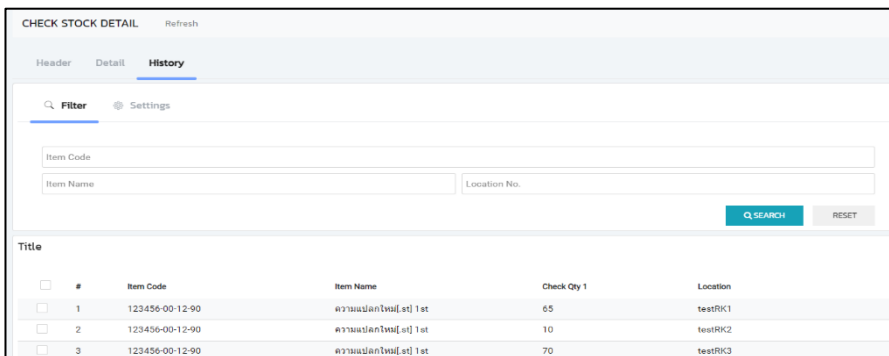 CHECK STOCK DETAIL Refresh
Header Detail History
Filter Settings
Item Code
Item Name Location No.
SEARCH RESET
Title
# Item Code Item Name Check Qty 1 Location
1 123456-00-12-90 ความแปลกใหม่[.st] 1st 65 testRK1
2 123456-00-12-90 ความแปลกใหม่[.st] 1st 10 testRK2
3 123456-00-12-90 ความแปลกใหม่[.st] 1st 70 testRK3